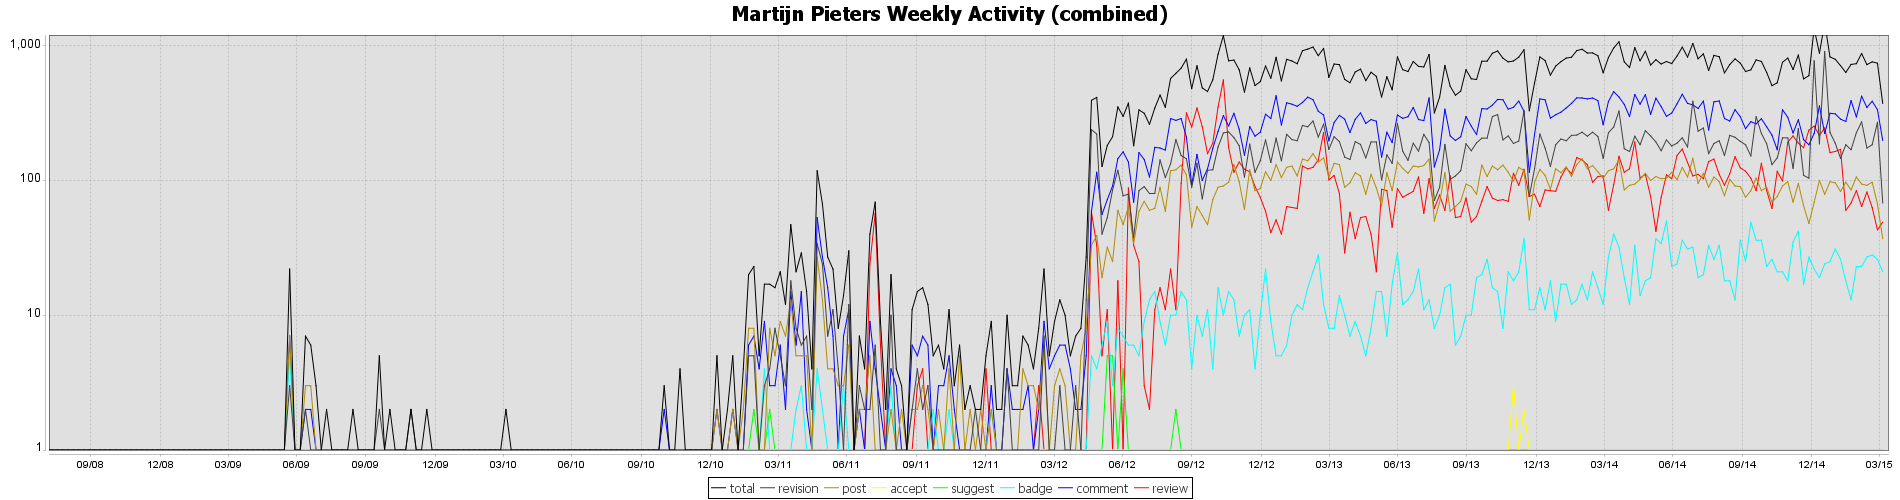 Martijn Pieters Weekly Activity (combined)
1,000
100
10
1
09/08 12/08 03/09 06/09 09/09 12/09 03/10 06/10 09/10 12/10 03/11 06/11 09/11 12/11 03/12 06/12 09/12 12/12 03/13 06/13 09/13 12/13 03/14 06/14 09/14 12/14 03/15
total revision post accept suggest badge comment review